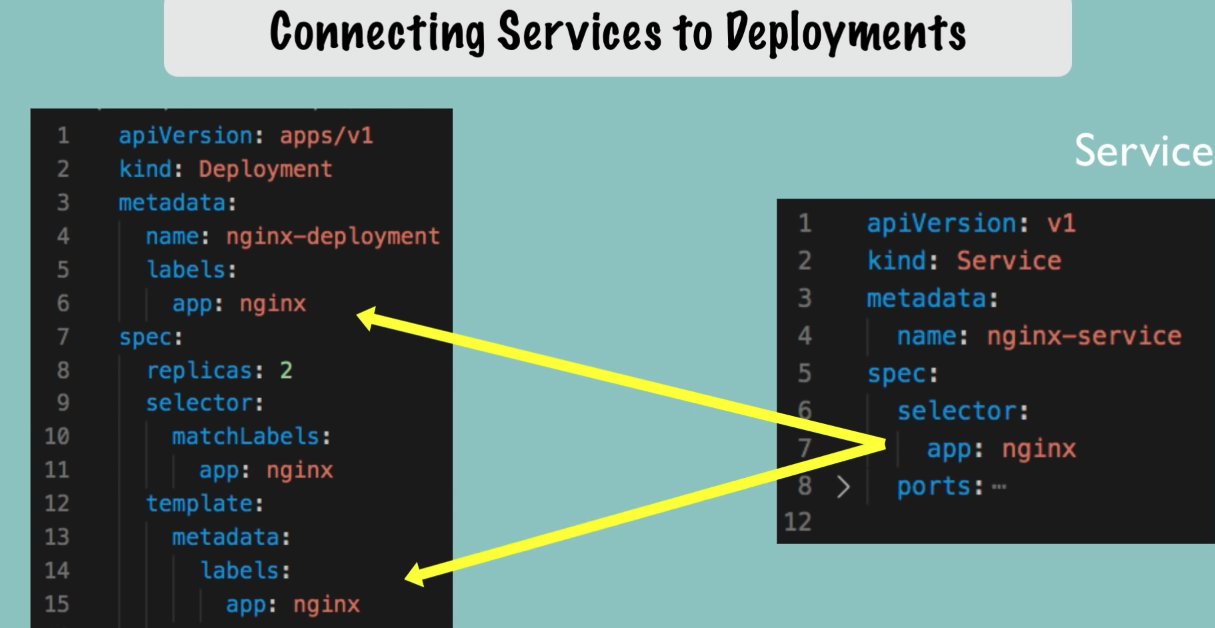 Connecting Services to Deployments
1 apiVersion: apps/v1
2 kind: Deployment
3 metadata:
4 name: nginx-deployment
5 labels:
6 app: nginx
7 spec:
8 replicas: 2
9 selector:
10 matchLabels:
11 app: nginx
12 template:
13 metadata:
14 labels:
15 app: nginx
Service
1 apiVersion: v1
2 kind: Service
3 metadata:
4 name: nginx-service
5 spec:
6 selector:
7 app: nginx
8 > ports:⋯
12